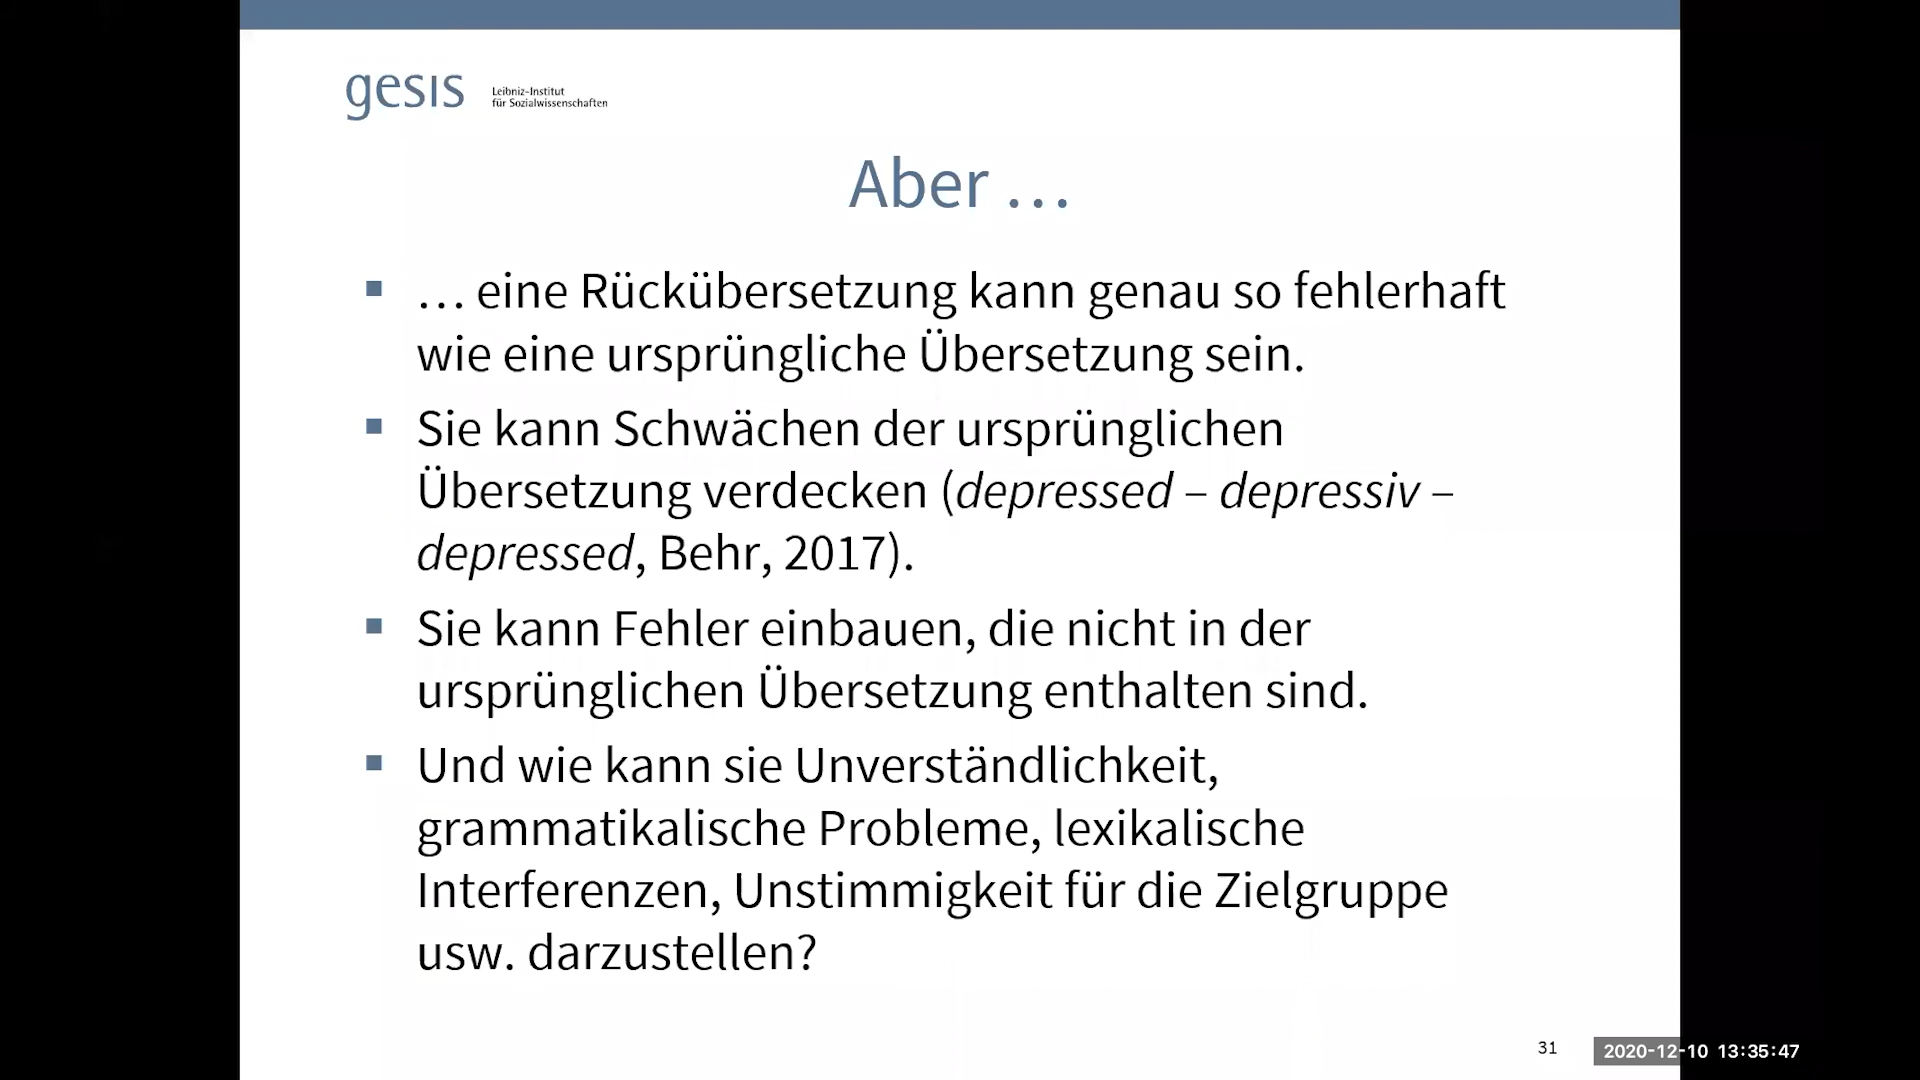 gesis
Leibniz-Institut
für Sozialwissenschaften
Aber …
▪ … eine Rückübersetzung kann genau so fehlerhaft
wie eine ursprüngliche Übersetzung sein.
▪ Sie kann Schwächen der ursprünglichen
Übersetzung verdecken (depressed – depressiv –
depressed, Behr, 2017).
▪ Sie kann Fehler einbauen, die nicht in der
ursprünglichen Übersetzung enthalten sind.
▪ Und wie kann sie Unverständlichkeit,
grammatikalische Probleme, lexikalische
Interferenzen, Unstimmigkeit für die Zielgruppe
usw. darzustellen?
31
2020-12-10 13:35:47